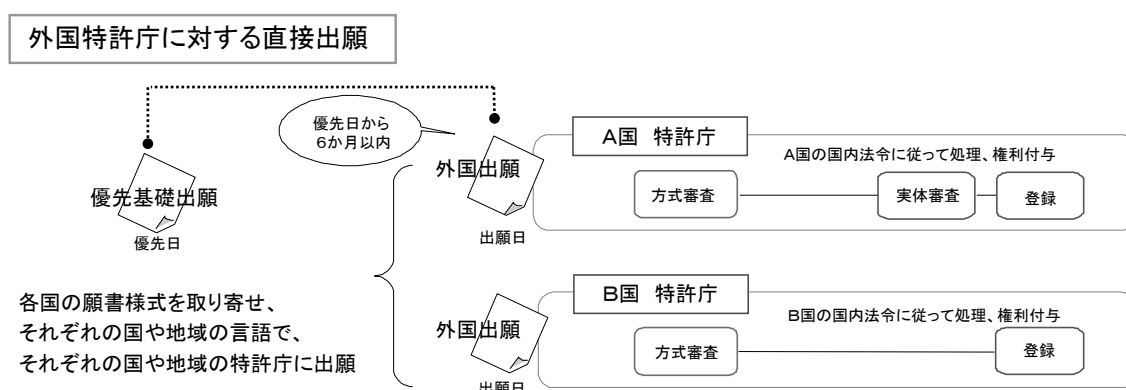 外国特許庁に対する直接出願
優先日から
6か月以内
優先基礎出願
優先日
外国出願
出願日
A国 特許庁
A国の国内法令に従って処理、権利付与
方式審査
実体審査
登録
各国の願書様式を取り寄せ、
それぞれの国や地域の言語で、
それぞれの国や地域の特許庁に出願
外国出願
出願日
B国 特許庁
B国の国内法令に従って処理、権利付与
方式審査
登録